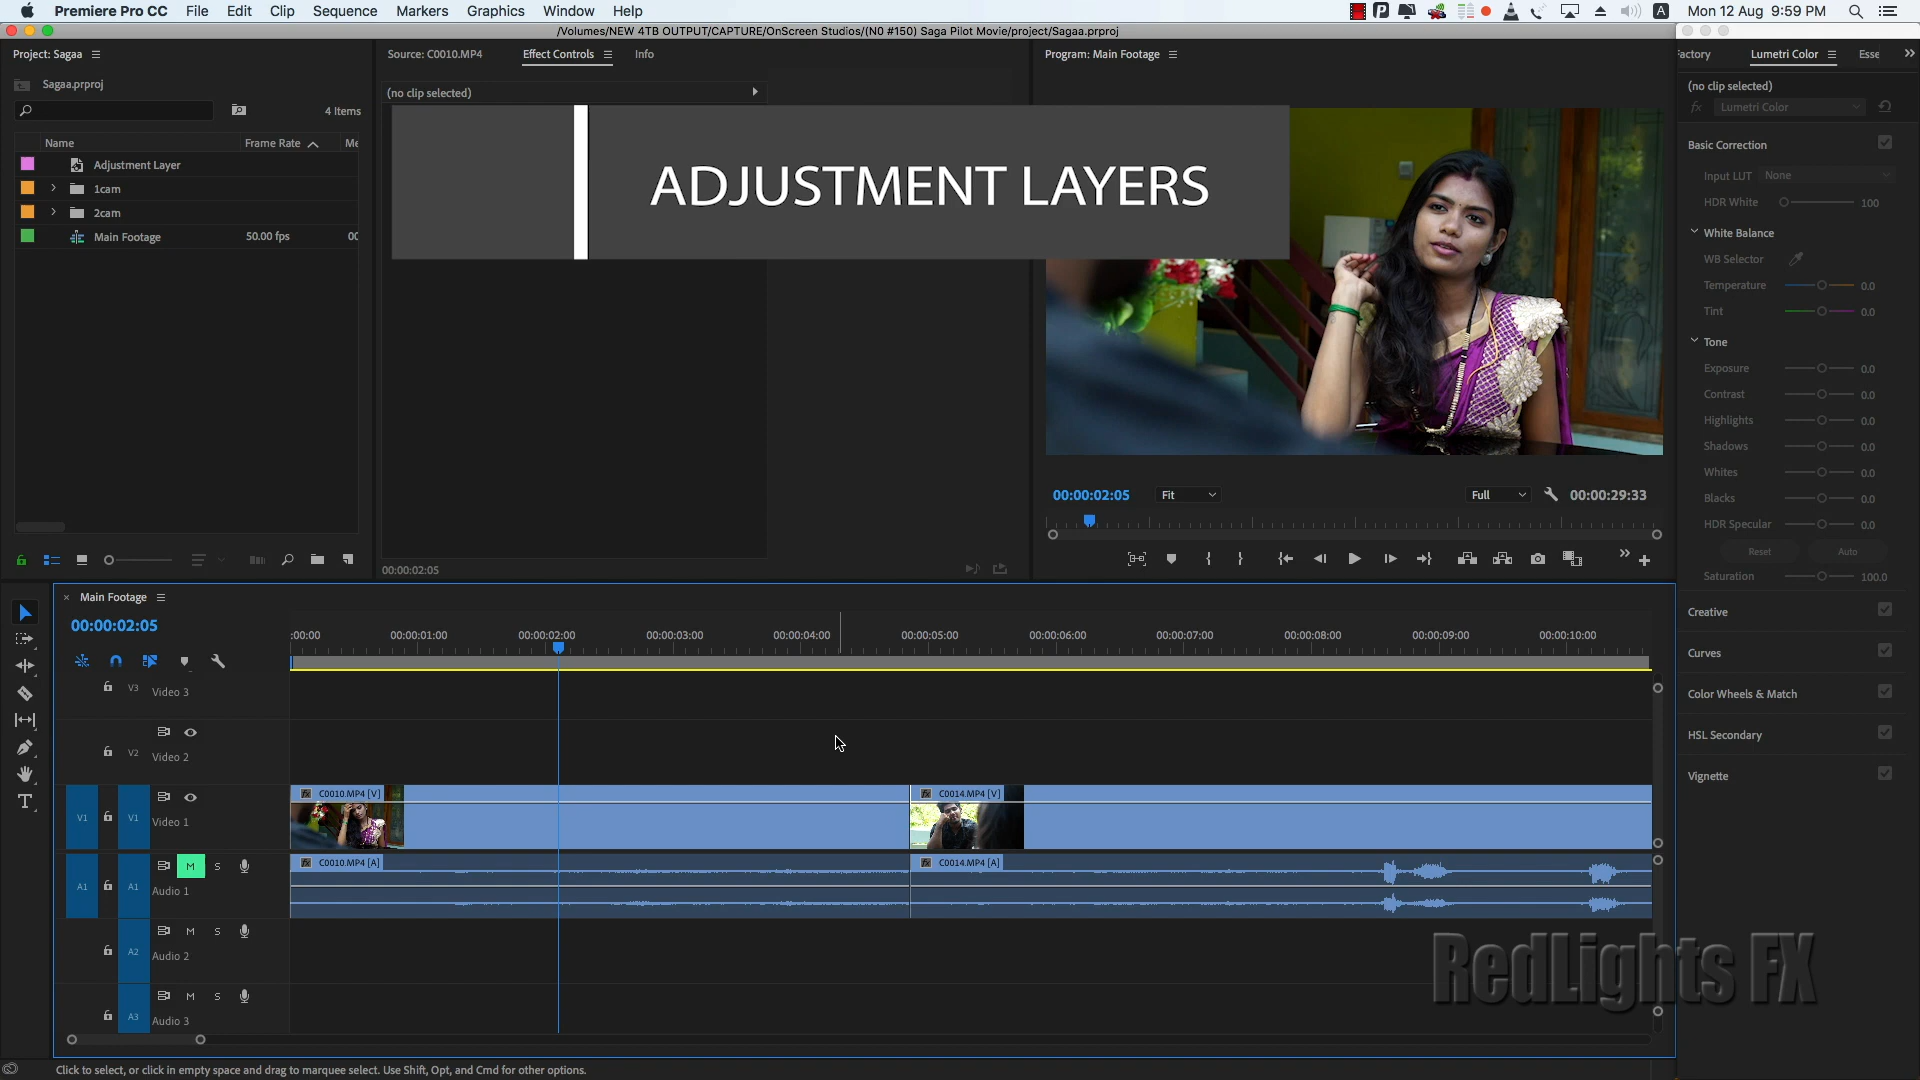 Premiere Pro CC File Edit Clip Sequence Markers Graphics Window Help
A Mon 12 Aug 9:59 PM
/Volumes/NEW 4TB OUTPUT/CAPTURE/OnScreen Studios/(N0 #150) Saga Pilot Movie/project/Sagaa.prproj
Project: Sagaa
Source: C0010.MP4 Effect Controls Info
Program: Main Footage
actory Lumetri Color Esse
Sagaa.prproj
4 Items
Name Frame Rate Me
Adjustment Layer
1cam
2cam
Main Footage 50.00 fps 00
(no clip selected)
00:00:02:05
ADJUSTMENT LAYERS
00:00:02:05 Fit Full 00:00:29:33
(no clip selected)
fx Lumetri Color
Basic Correction
Input LUT None
HDR White 100
White Balance
WB Selector
Temperature 0.0
Tint 0.0
Tone
Exposure 0.0
Contrast 0.0
Highlights 0.0
Shadows 0.0
Whites 0.0
Blacks 0.0
HDR Specular 0.0
Reset Auto
Saturation 100.0
Creative
Curves
Color Wheels & Match
HSL Secondary
Vignette
× Main Footage
00:00:02:05
:00:00 00:00:01:00 00:00:02:00 00:00:03:00 00:00:04:00 00:00:05:00 00:00:06:00 00:00:07:00 00:00:08:00 00:00:09:00 00:00:10:00
V3 Video 3
V2 Video 2
V1 V1 Video 1
fx C0010.MP4 [V] fx C0014.MP4 [V]
A1 A1 M S Audio 1
fx C0010.MP4 [A] fx C0014.MP4 [A]
A2 M S Audio 2
A3 M S Audio 3
RedLights FX
Click to select, or click in empty space and drag to marquee select. Use Shift, Opt, and Cmd for other options.